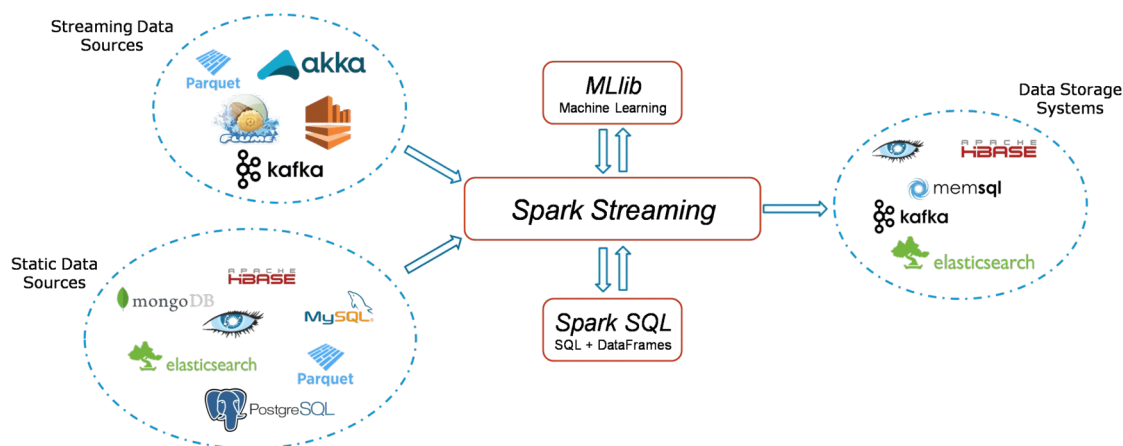 Streaming Data
Sources
Parquet
akka
flume
kafka
MLlib
Machine Learning
Data Storage
Systems
APACHE
HBASE
memsql
kafka
elasticsearch
Spark Streaming
Static Data
Sources
APACHE
HBASE
mongoDB
MySQL®
elasticsearch
Parquet
PostgreSQL
Spark SQL
SQL + DataFrames